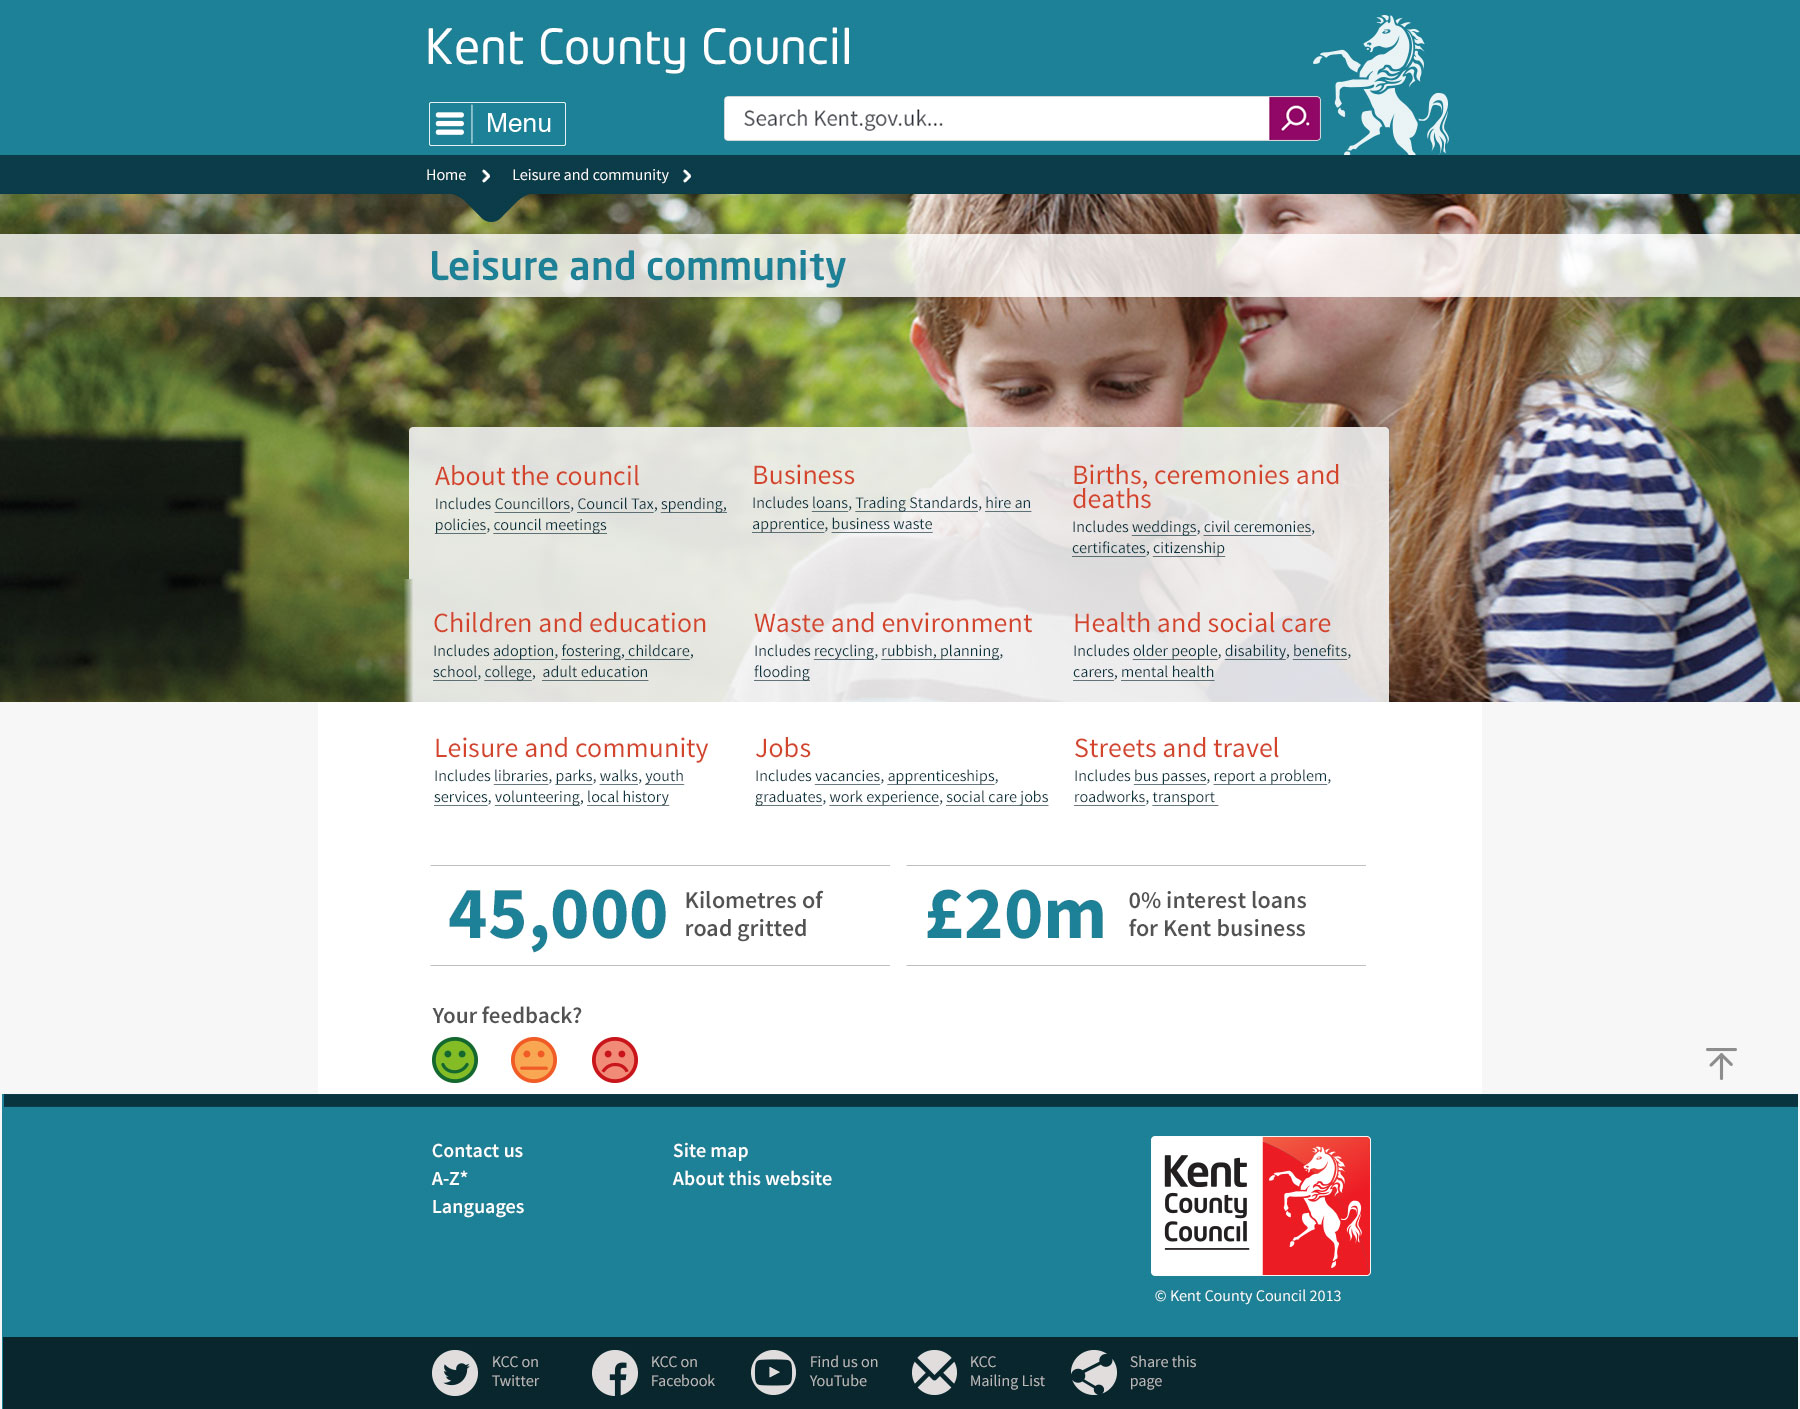 Kent County Council
Menu
Search Kent.gov.uk...
Home
Leisure and community
Leisure and community
About the council
Includes Councillors, Council Tax, spending,
policies, council meetings
Business
Includes loans, Trading Standards, hire an
apprentice, business waste
Births, ceremonies and
deaths
Includes weddings, civil ceremonies,
certificates, citizenship
Children and education
Includes adoption, fostering, childcare,
school, college, adult education
Waste and environment
Includes recycling, rubbish, planning,
flooding
Health and social care
Includes older people, disability, benefits,
carers, mental health
Leisure and community
Includes libraries, parks, walks, youth
services, volunteering, local history
Jobs
Includes vacancies, apprenticeships,
graduates, work experience, social care jobs
Streets and travel
Includes bus passes, report a problem,
roadworks, transport
45,000
Kilometres of
road gritted
£20m
0% interest loans
for Kent business
Your feedback?
Contact us
A-Z*
Languages
Site map
About this website
Kent
County
Council
© Kent County Council 2013
KCC on
Twitter
KCC on
Facebook
Find us on
YouTube
KCC
Mailing List
Share this
page